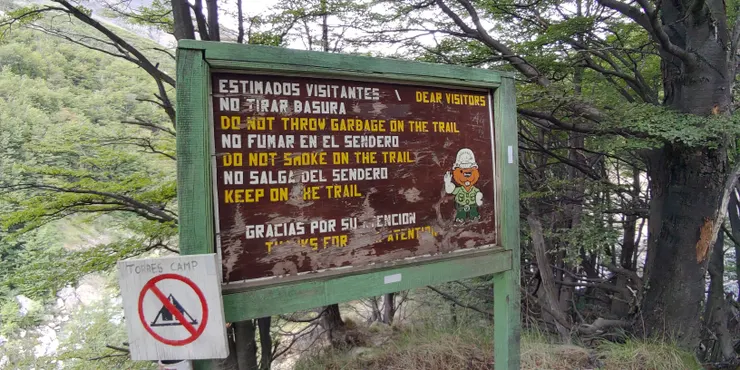 ESTIMADOS VISITANTES \ DEAR VISITORS
NO TIRAR BASURA
DO NOT THROW GARBAGE ON THE TRAIL
NO FUMAR EN EL SENDERO
DO NOT SMOKE ON THE TRAIL
NO SALGA DEL SENDERO
KEEP ON THE TRAIL
GRACIAS POR SU ATENCION
THANKS FOR ATENTION
TORRES CAMP